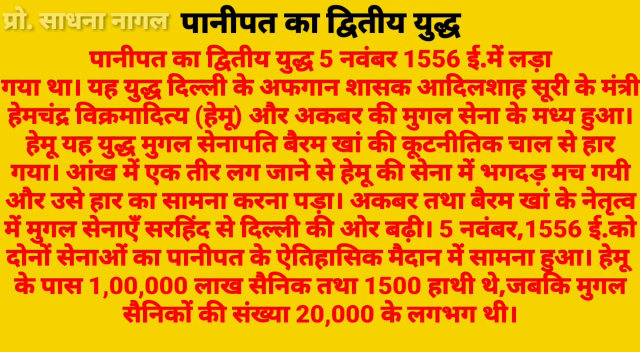 प्रो. साधना नागल पानीपत का द्वितीय युद्ध
पानीपत का द्वितीय युद्ध 5 नवंबर 1556 ई.में लड़ा
गया था। यह युद्ध दिल्ली के अफगान शासक आदिलशाह सूरी के मंत्री
हेमचंद्र विक्रमादित्य (हेमू) और अकबर की मुगल सेना के मध्य हुआ।
हेमू यह युद्ध मुगल सेनापति बैरम खां की कूटनीतिक चाल से हार
गया। आंख में एक तीर लग जाने से हेमू की सेना में भगदड़ मच गयी
और उसे हार का सामना करना पड़ा। अकबर तथा बैरम खां के नेतृत्व
में मुगल सेनाएँ सरहिंद से दिल्ली की ओर बढ़ी। 5 नवंबर,1556 ई.को
दोनों सेनाओं का पानीपत के ऐतिहासिक मैदान में सामना हुआ। हेमू
के पास 1,00,000 लाख सैनिक तथा 1500 हाथी थे,जबकि मुगल
सैनिकों की संख्या 20,000 के लगभग थी।